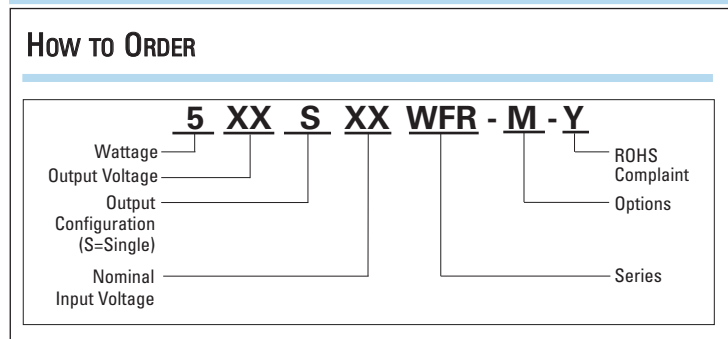 HOW TO ORDER
5 XX S XX WFR - M - Y
Wattage
Output Voltage
Output
Configuration
(S=Single)
Nominal
Input Voltage
ROHS
Complaint
Options
Series